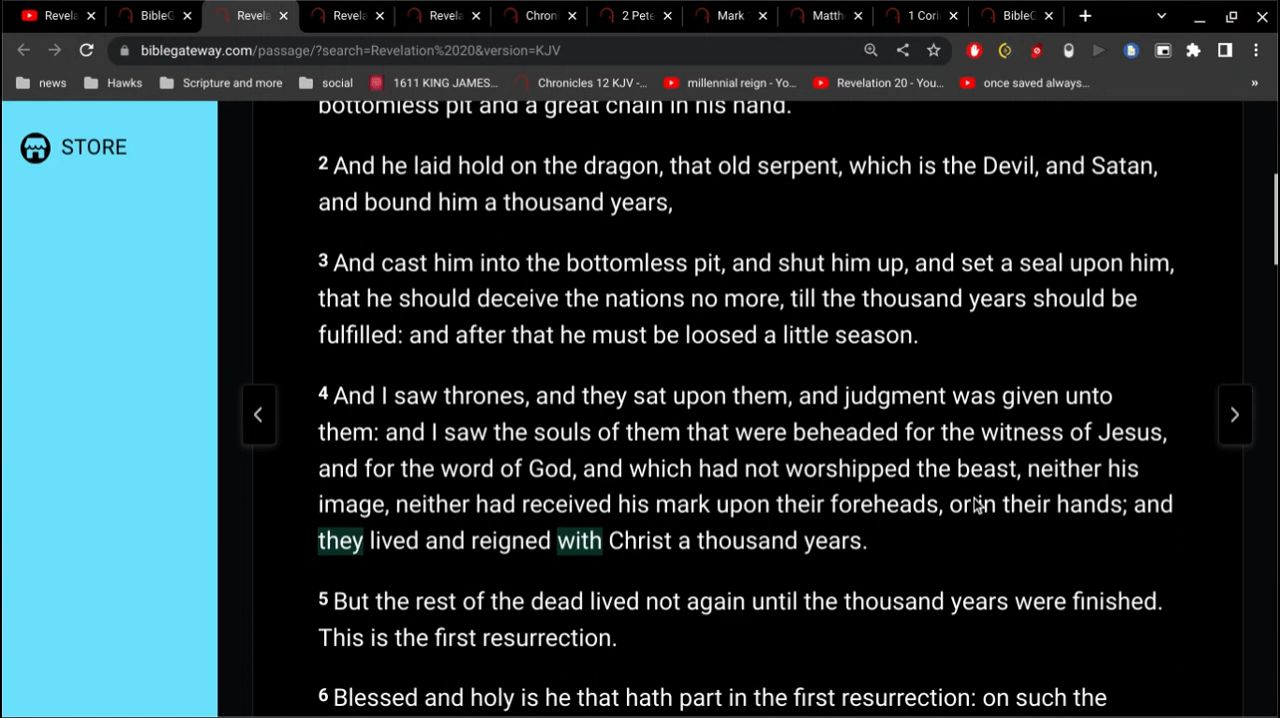 Revela
BibleG
Revela
Revela
Revela
Chron
2 Pete
Mark
Matth
1 Cori
BibleG
biblegateway.com/passage/?search=Revelation%2020&version=KJV
news
Hawks
Scripture and more
social
1611 KING JAMES...
Chronicles 12 KJV -...
millennial reign - Yo...
Revelation 20 - You...
once saved always...
STORE
bottomless pit and a great chain in his hand.
2 And he laid hold on the dragon, that old serpent, which is the Devil, and Satan,
and bound him a thousand years,
3 And cast him into the bottomless pit, and shut him up, and set a seal upon him,
that he should deceive the nations no more, till the thousand years should be
fulfilled: and after that he must be loosed a little season.
4 And I saw thrones, and they sat upon them, and judgment was given unto
them: and I saw the souls of them that were beheaded for the witness of Jesus,
and for the word of God, and which had not worshipped the beast, neither his
image, neither had received his mark upon their foreheads, or in their hands; and
they lived and reigned with Christ a thousand years.
5 But the rest of the dead lived not again until the thousand years were finished.
This is the first resurrection.
6 Blessed and holy is he that hath part in the first resurrection: on such the